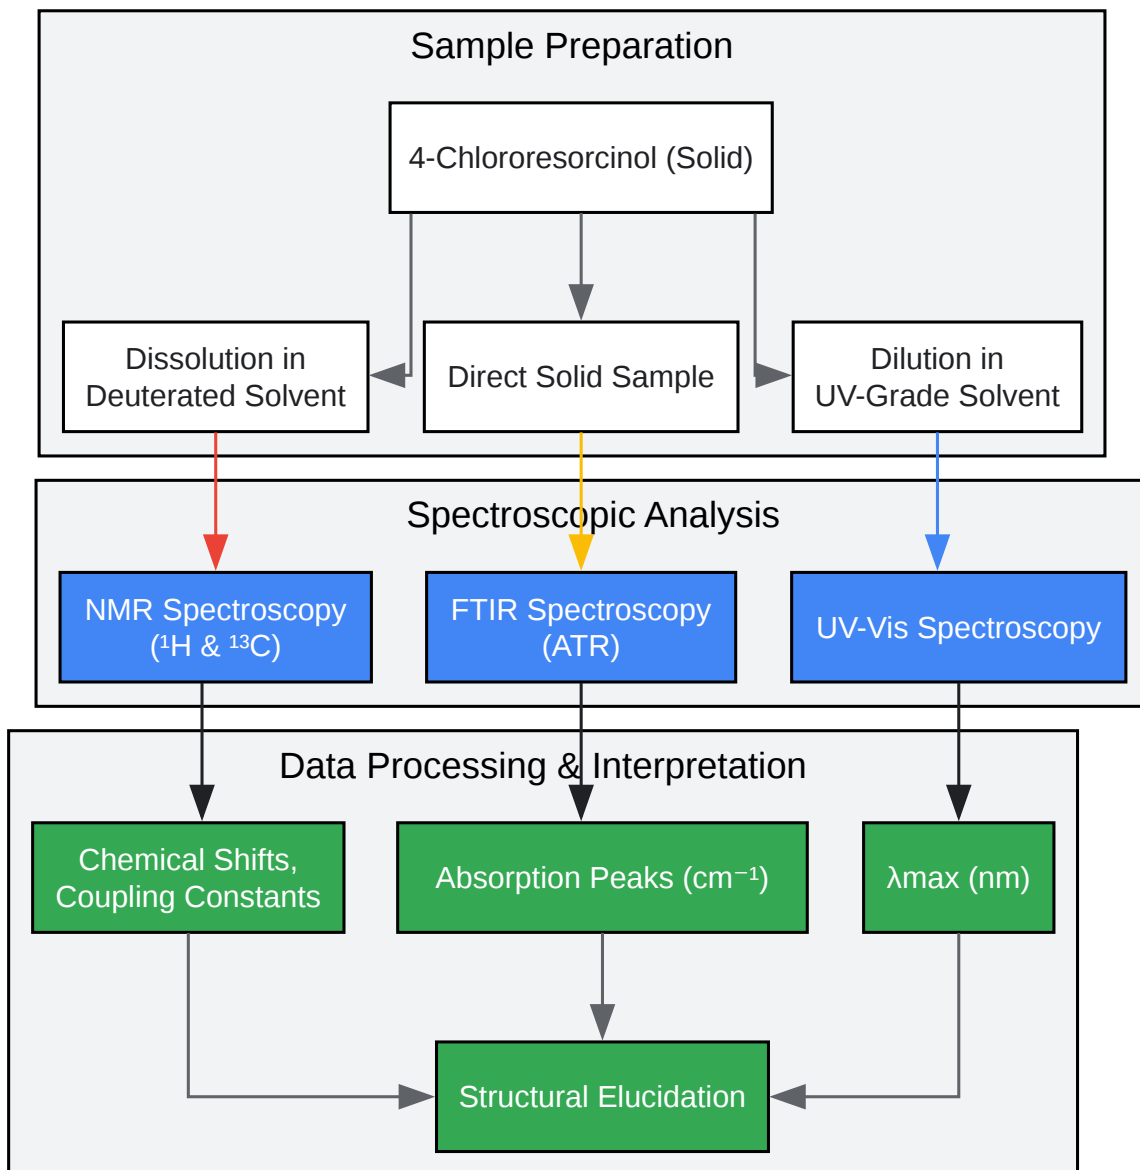 Sample Preparation
4-Chlororesorcinol (Solid)
Dissolution in
Deuterated Solvent
Direct Solid Sample
Dilution in
UV-Grade Solvent
Spectroscopic Analysis
NMR Spectroscopy
(¹H & ¹³C)
FTIR Spectroscopy
(ATR)
UV-Vis Spectroscopy
Data Processing & Interpretation
Chemical Shifts,
Coupling Constants
Absorption Peaks (cm⁻¹)
λmax (nm)
Structural Elucidation